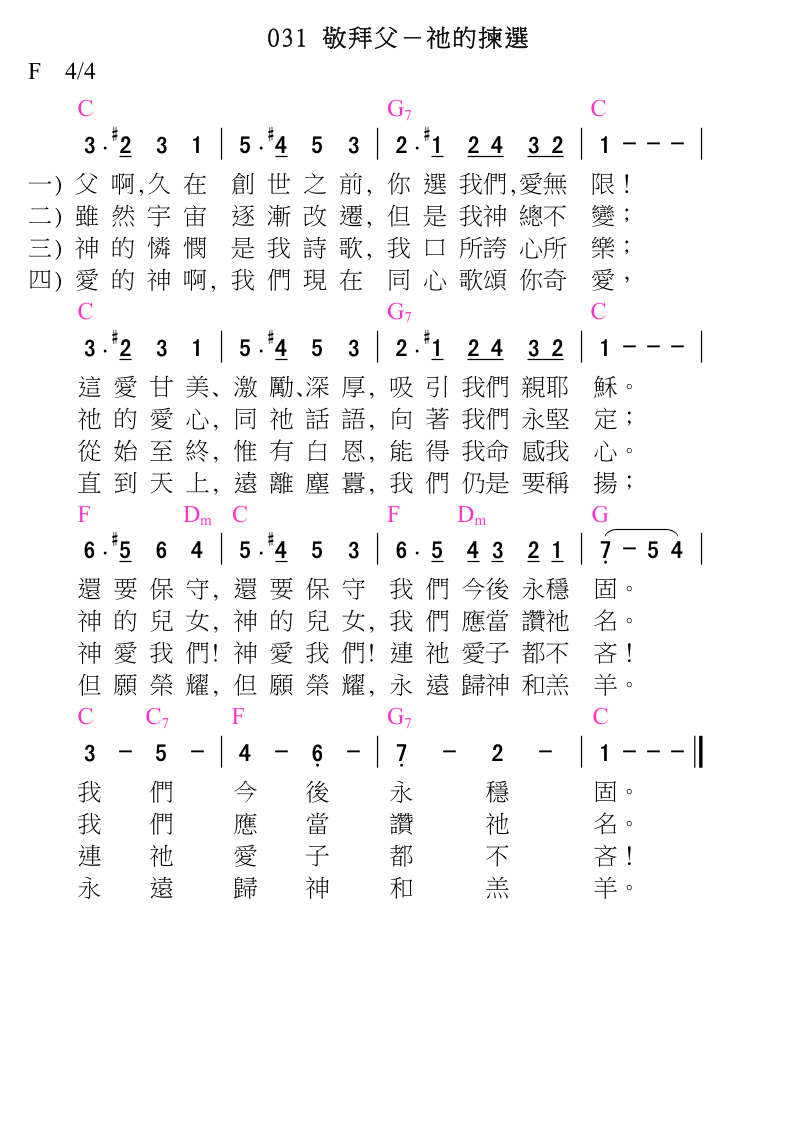 031 敬拜父－祂的揀選
F 4/4
C G7 C
3 . #2 3 1 | 5 . #4 5 3 | 2 . #1 2 4 3 2 | 1 － － － |
一) 父啊,久在 創世之前, 你選我們,愛無 限！
二) 雖然宇宙 逐漸改遷, 但是我神總不 變；
三) 神的憐憫 是我詩歌, 我口所誇心所 樂；
四) 愛的神啊, 我們現在 同心歌頌你奇 愛，
C G7 C
3 . #2 3 1 | 5 . #4 5 3 | 2 . #1 2 4 3 2 | 1 － － － |
這愛甘美、激勵、深厚, 吸引我們親耶 穌。
祂的愛心, 同祂話語, 向著我們永堅 定；
從始至終, 惟有白恩, 能得我命感我 心。
直到天上, 遠離塵囂, 我們仍是要稱 揚；
F Dm C F Dm G
6 . #5 6 4 | 5 . #4 5 3 | 6 . 5 4 3 2 1 | 7 － 5 4 |
還要保守, 還要保守 我們今後永穩 固。
神的兒女, 神的兒女, 我們應當讚祂 名。
神愛我們! 神愛我們! 連祂愛子都不 吝！
但願榮耀, 但願榮耀, 永遠歸神和羔 羊。
C C7 F G7 C
3 － 5 － | 4 － 6 － | 7 － 2 － | 1 － － － ‖
我們今後永穩固。
我們應當讚祂名。
連祂愛子都不吝！
永遠歸神和羔羊。